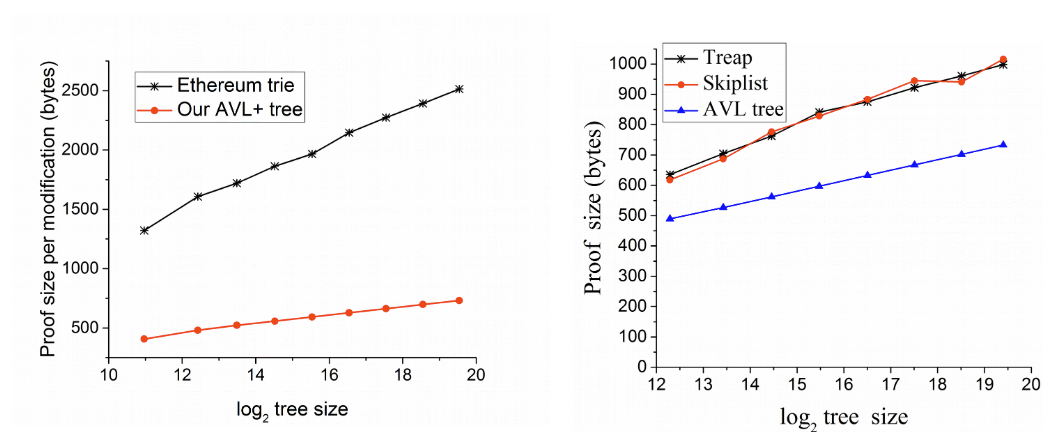 Proof size per modification (bytes)
2500
2000
1500
1000
500
Ethereum trie
Our AVL+ tree
10 12 14 16 18 20
log2 tree size
Proof size (bytes)
1000
900
800
700
600
500
400
300
200
100
0
Treap
Skiplist
AVL tree
12 13 14 15 16 17 18 19 20
log2 tree size